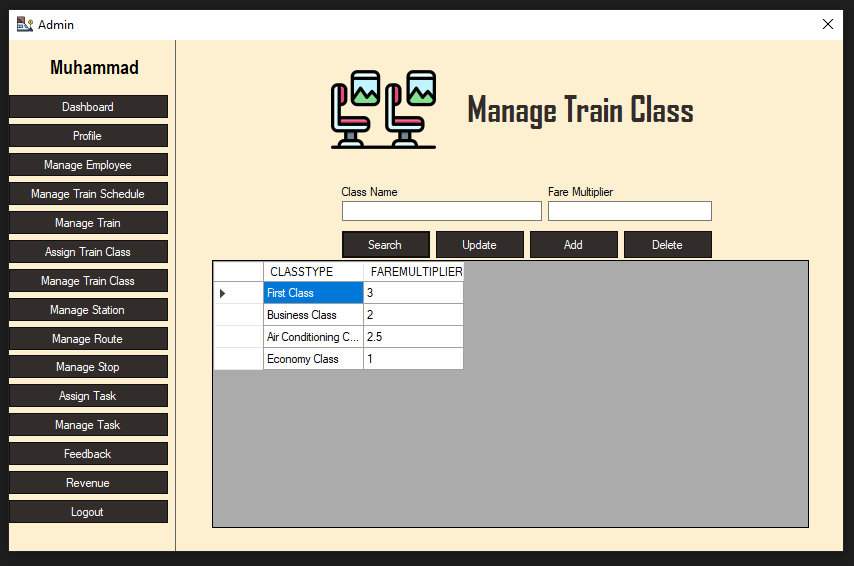 Admin
Muhammad
Dashboard
Profile
Manage Employee
Manage Train Schedule
Manage Train
Assign Train Class
Manage Train Class
Manage Station
Manage Route
Manage Stop
Assign Task
Manage Task
Feedback
Revenue
Logout
Manage Train Class
Class Name Fare Multiplier
Search Update Add Delete
CLASSTYPE FAREMULTIPLIER
First Class 3
Business Class 2
Air Conditioning C... 2.5
Economy Class 1